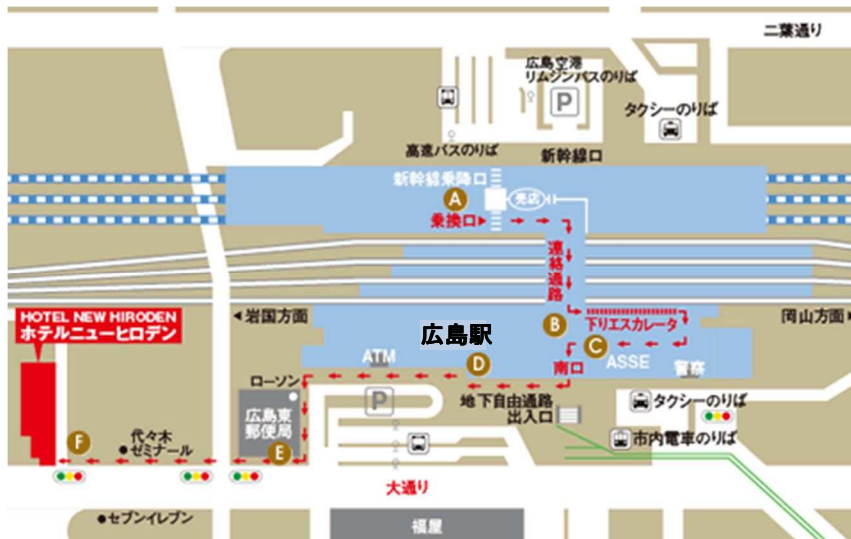 二葉通り
広島空港
リムジンバスのりば
P
タクシーのりば
高速バスのりば
新幹線口
新幹線乗降口
A
売店
乗換口▶
連絡通路
HOTEL NEW HIRODEN
ホテルニューヒロデン
◀岩国方面
B
下りエスカレータ
岡山方面▶
広島駅
C
ATM
D
南口
ASSE
警察
ローソン
P
地下自由通路
出入口
タクシーのりば
広島東
郵便局
市内電車のりば
F
代々木
●ゼミナール
E
大通り
●セブンイレブン
福屋